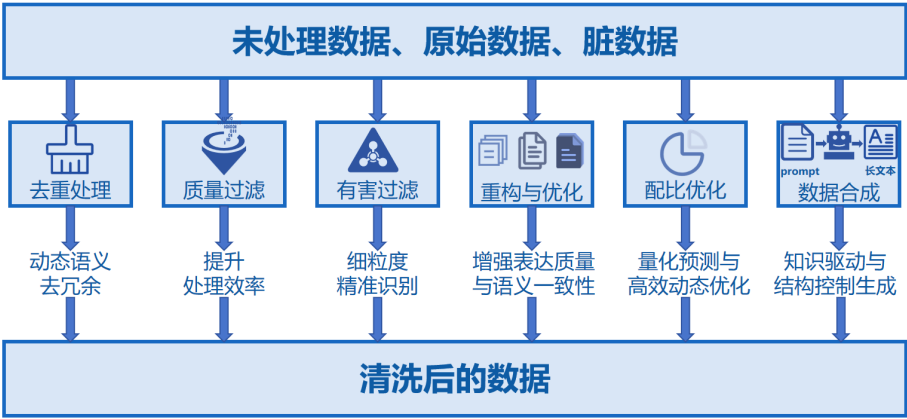 未处理数据、原始数据、脏数据
去重处理
质量过滤
有害过滤
重构与优化
配比优化
prompt
长文本
数据合成
动态语义
去冗余
提升
处理效率
细粒度
精准识别
增强表达质量
与语义一致性
量化预测与
高效动态优化
知识驱动与
结构控制生成
清洗后的数据